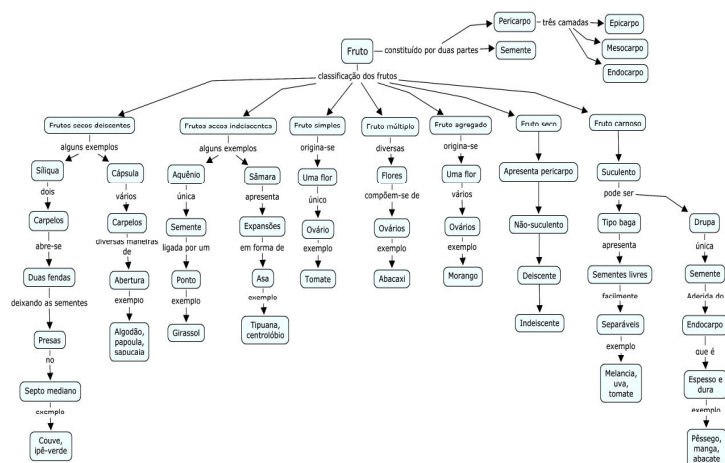 Fruto
constituído por duas partes
Pericarpo
três camadas
Epicarpo
Mesocarpo
Endocarpo
Semente
classificação dos frutos
Frutos secos deiscentes
alguns exemplos
Síliqua
dois
Carpelos
abre-se
Duas fendas
deixando as sementes
Presas
no
Septo mediano
exemplo
Couve,
ipê-verde
Cápsula
vários
Carpelos
diversas maneiras
de
Abertura
exemplo
Algodão,
papoula,
sapucaia
Frutos secos indeiscentes
alguns exemplos
Aquênio
única
Semente
ligada por um
Ponto
exemplo
Girassol
Sâmara
apresenta
Expansões
em forma de
Asa
exemplo
Tipuana,
centrolóbio
Fruto simples
origina-se
Uma flor
único
Ovário
exemplo
Tomate
Fruto múltiplo
diversas
Flores
compõem-se de
Ovários
exemplo
Abacaxi
Fruto agregado
origina-se
Uma flor
vários
Ovários
exemplo
Morango
Fruto seco
Apresenta pericarpo
Não-suculento
Deiscente
Indeiscente
Fruto carnoso
Suculento
pode ser
Tipo baga
apresenta
Sementes livres
facilmente
Separáveis
exemplo
Melancia,
uva,
tomate
Drupa
única
Semente
Aderida do
Endocarpo
que é
Espesso e
dura
exemplo
Pêssego,
manga,
abacate